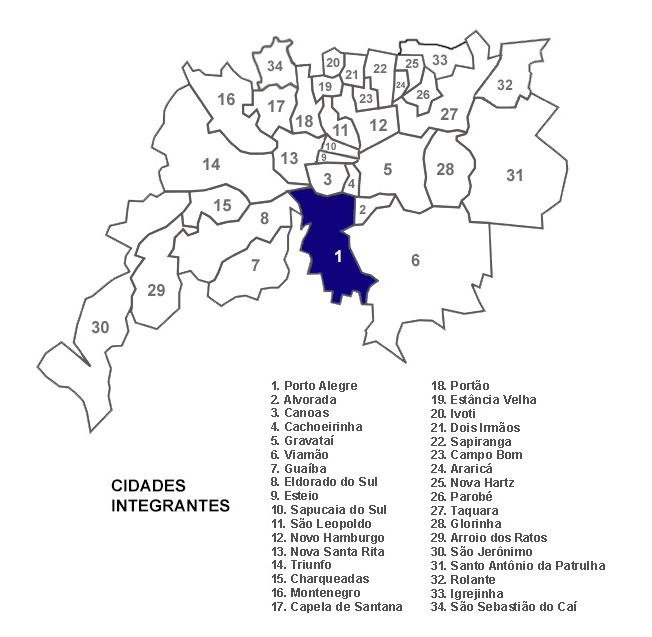 34
20
22
25
33
21
32
16
19
24
23
26
17
18
27
11
12
10
9
13
14
5
28
3
4
31
15
8
2
1
6
7
29
30
CIDADES
INTEGRANTES
1. Porto Alegre
2. Alvorada
3. Canoas
4. Cachoeirinha
5. Gravataí
6. Viamão
7. Guaíba
8. Eldorado do Sul
9. Esteio
10. Sapucaia do Sul
11. São Leopoldo
12. Novo Hamburgo
13. Nova Santa Rita
14. Triunfo
15. Charqueadas
16. Montenegro
17. Capela de Santana
18. Portão
19. Estância Velha
20. Ivoti
21. Dois Irmãos
22. Sapiranga
23. Campo Bom
24. Araricá
25. Nova Hartz
26. Parobé
27. Taquara
28. Glorinha
29. Arroio dos Ratos
30. São Jerônimo
31. Santo Antônio da Patrulha
32. Rolante
33. Igrejinha
34. São Sebastião do Caí